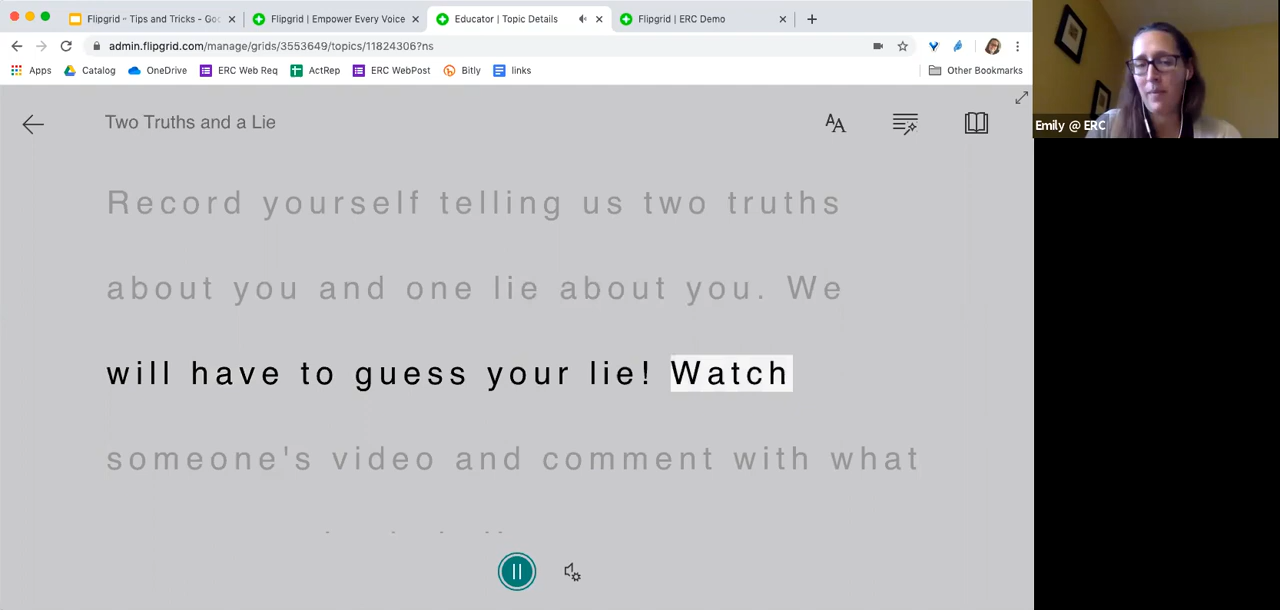 Flipgrid - Tips and Tricks - Goo
Flipgrid | Empower Every Voice
Educator | Topic Details
Flipgrid | ERC Demo
admin.flipgrid.com/manage/grids/3553649/topics/11824306?ns
Apps
Catalog
OneDrive
ERC Web Req
ActRep
ERC WebPost
Bitly
links
Other Bookmarks
Two Truths and a Lie
Record yourself telling us two truths
about you and one lie about you. We
will have to guess your lie! Watch
someone's video and comment with what
Emily @ ERC